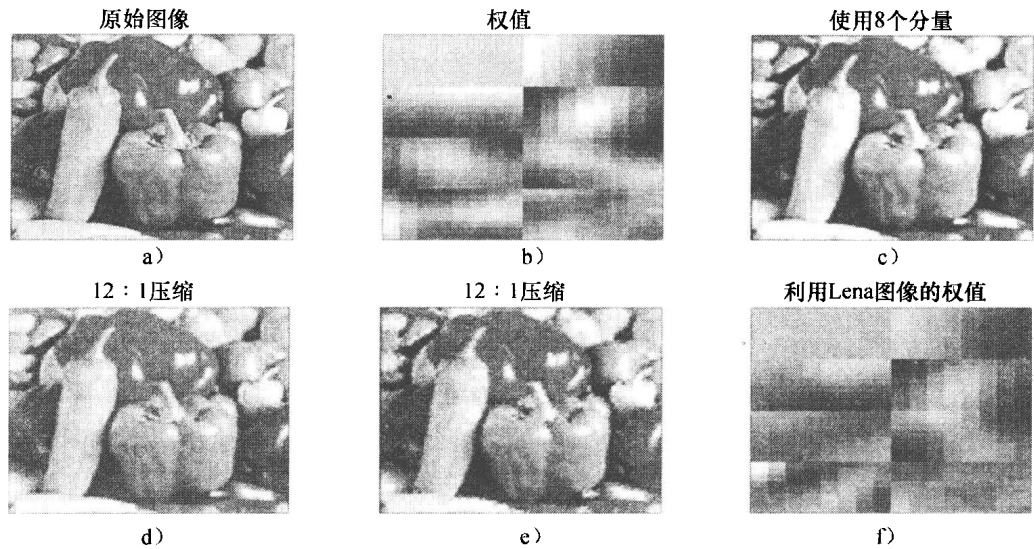 原始图像
权值
使用8个分量
a）
b）
c）
12：1压缩
12：1压缩
利用Lena图像的权值
d）
e）
f）